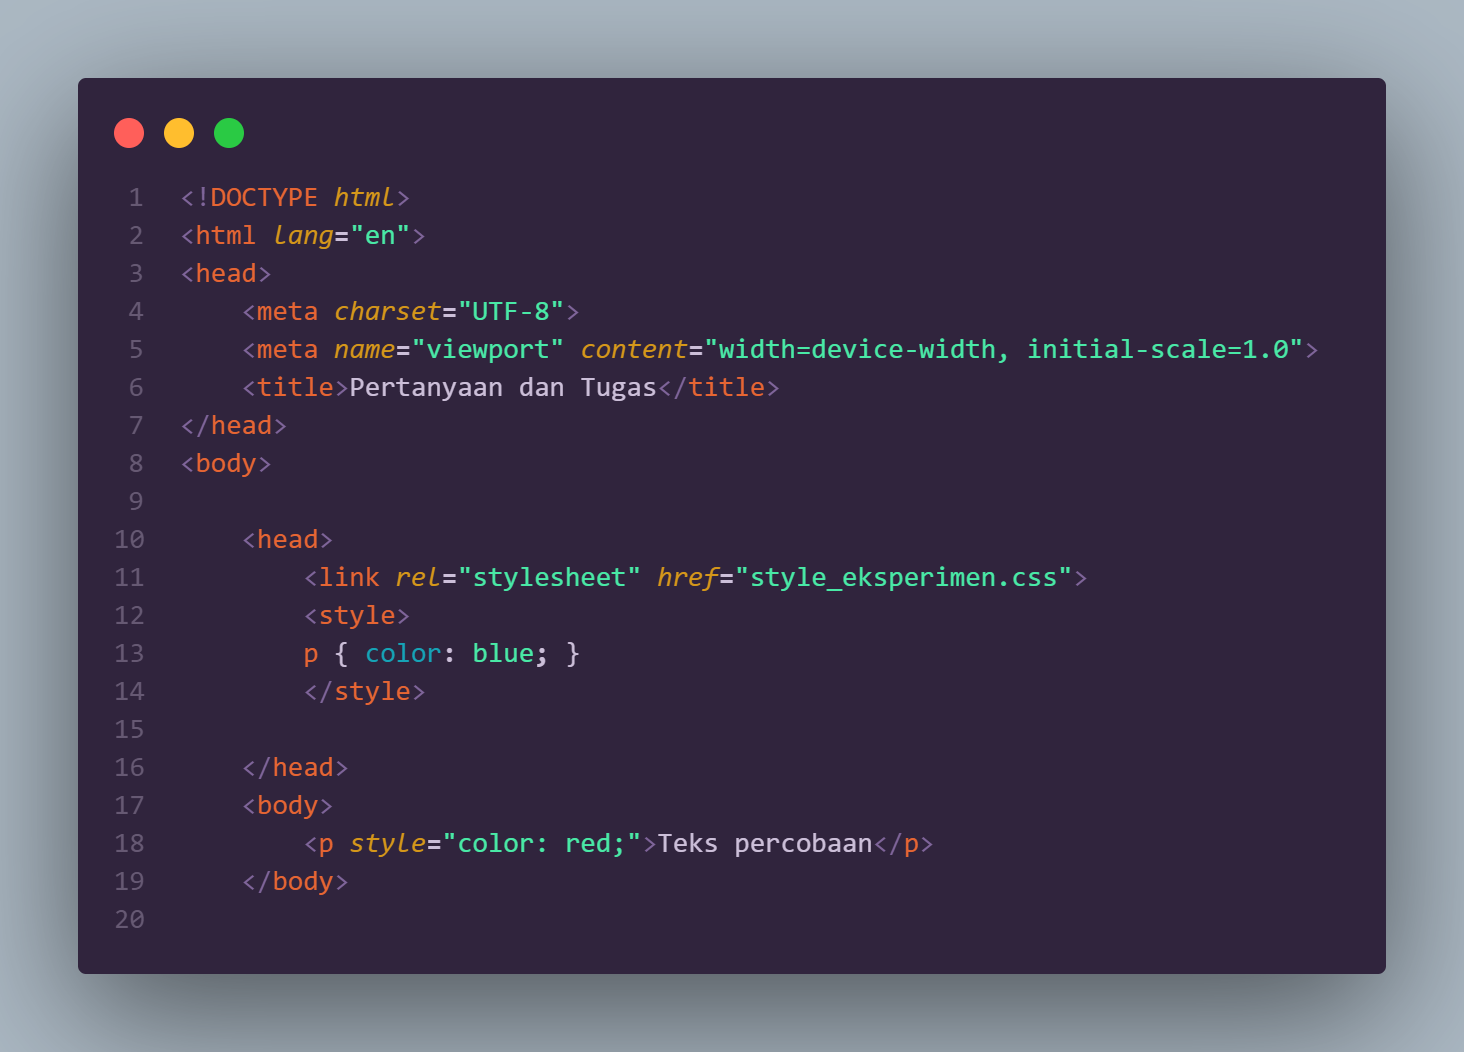 1 <!DOCTYPE html>
2 <html lang="en">
3 <head>
4     <meta charset="UTF-8">
5     <meta name="viewport" content="width=device-width, initial-scale=1.0">
6     <title>Pertanyaan dan Tugas</title>
7 </head>
8 <body>
9
10     <head>
11         <link rel="stylesheet" href="style_eksperimen.css">
12         <style>
13         p { color: blue; }
14         </style>
15
16     </head>
17     <body>
18         <p style="color: red;">Teks percobaan</p>
19     </body>
20